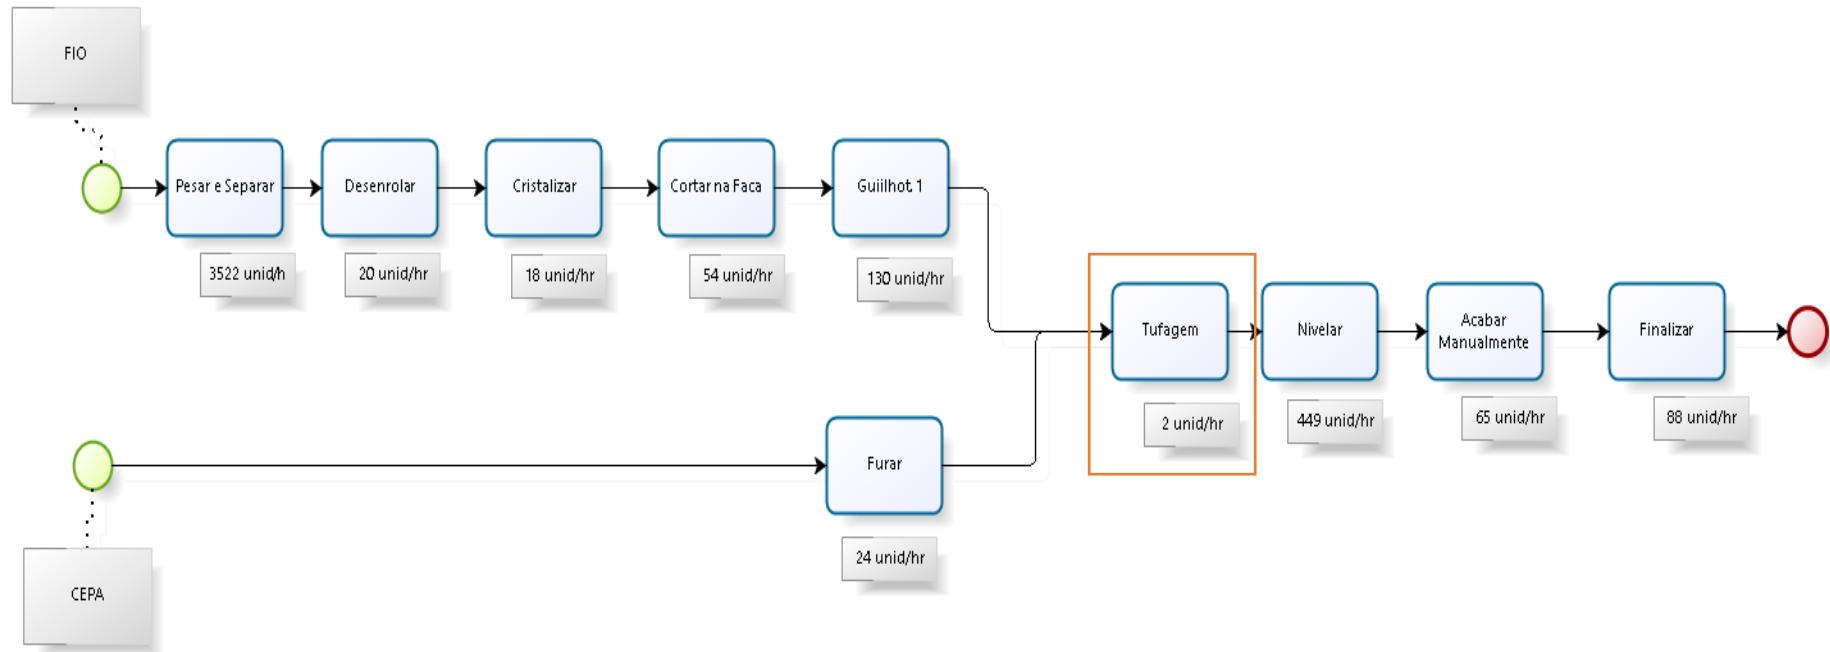 FIO
Pesar e Separar
Desenrolar
Cristalizar
Cortar na Faca
Guiilhot. 1
3522 unid/h
20 unid/hr
18 unid/hr
54 unid/hr
130 unid/hr
Tufagem
Nivelar
Acabar
Manualmente
Finalizar
2 unid/hr
449 unid/hr
65 unid/hr
88 unid/hr
Furar
24 unid/hr
CEPA